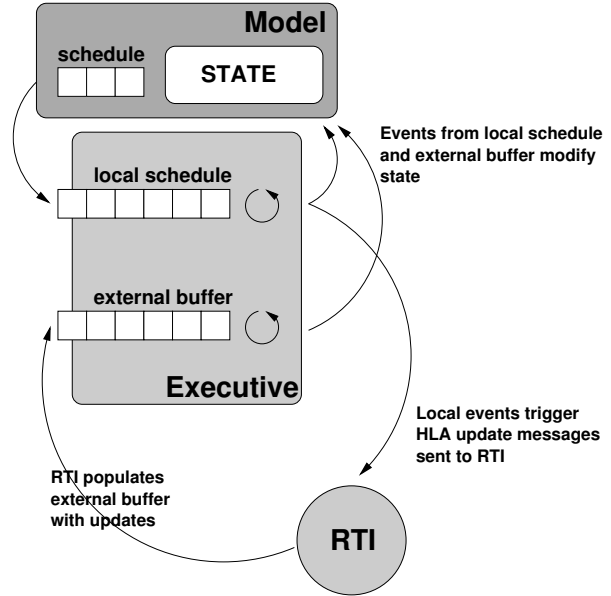 Model
schedule
STATE
Events from local schedule
and external buffer modify
state
local schedule
external buffer
Executive
Local events trigger
HLA update messages
sent to RTI
RTI populates
external buffer
with updates
RTI